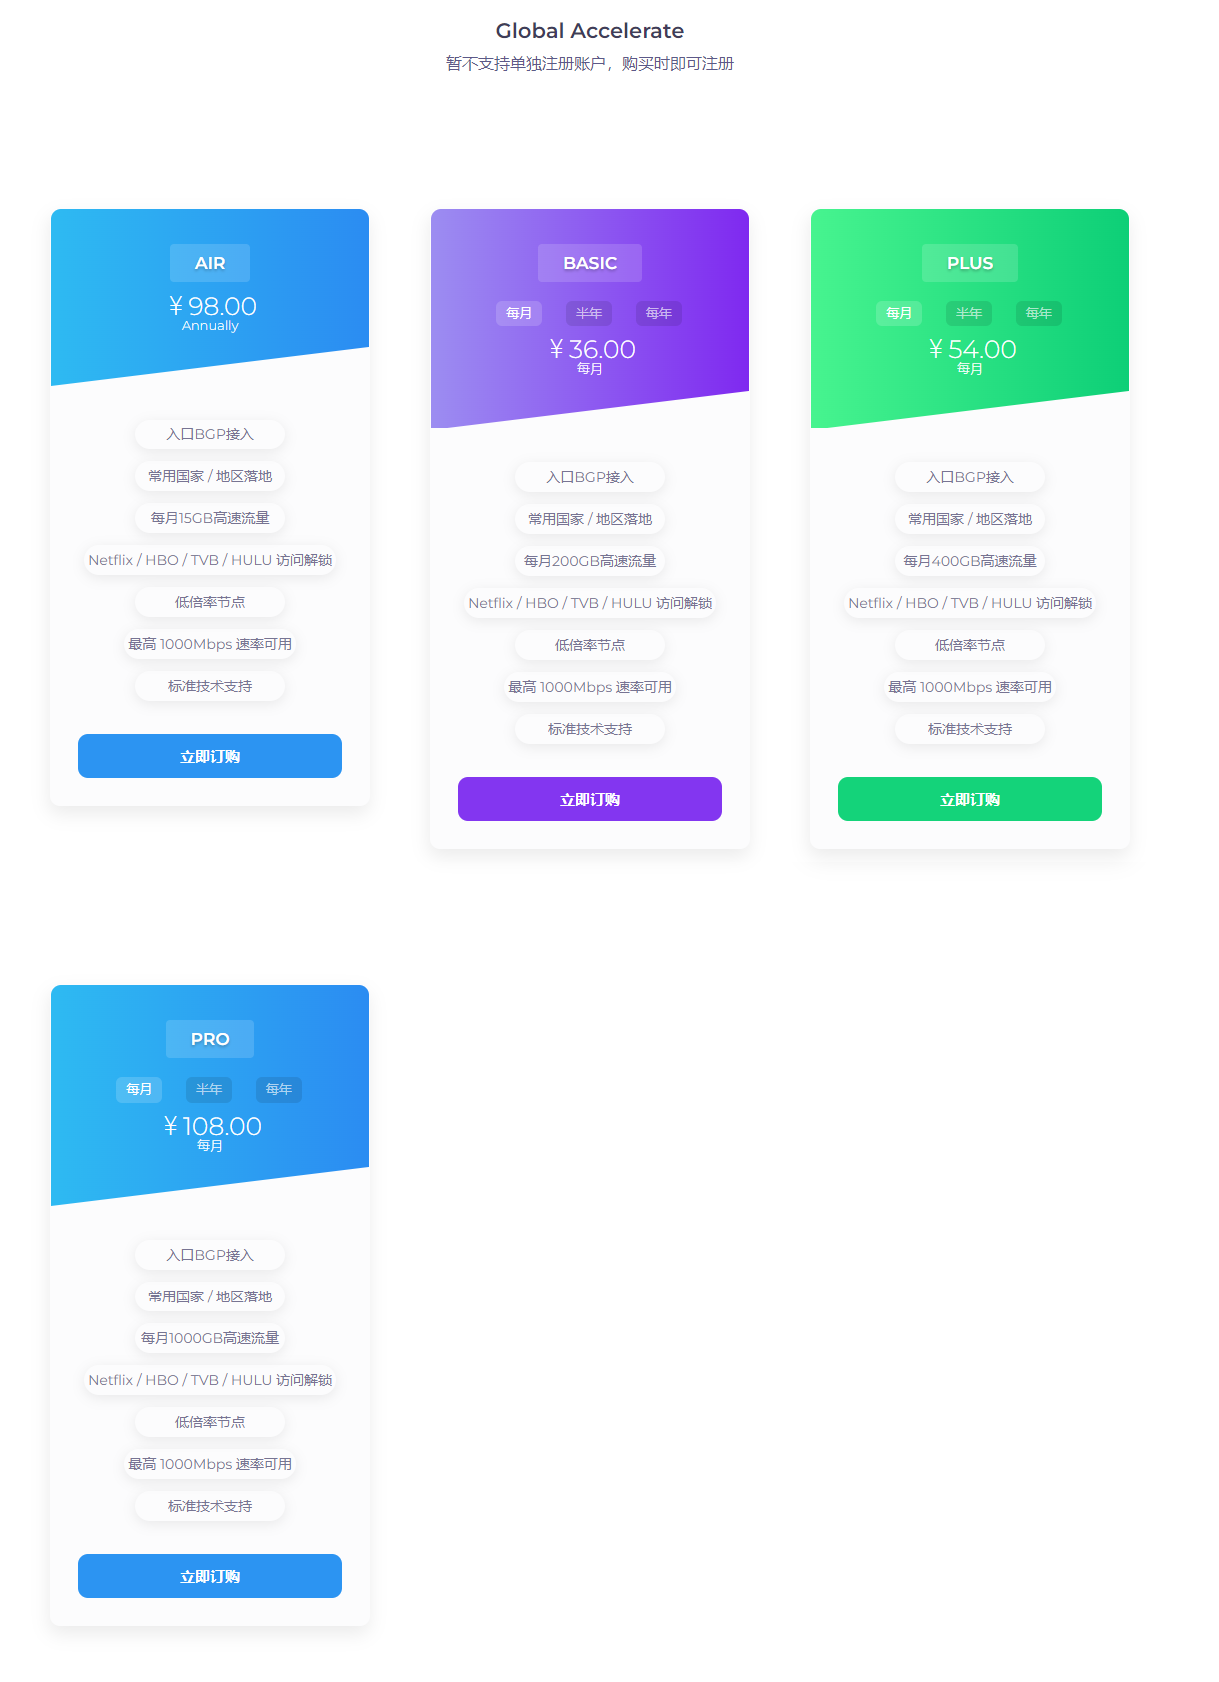 Global Accelerate
暂不支持单独注册账户，购买时即可注册
AIR
¥ 98.00
Annually
入口BGP接入
常用国家 / 地区落地
每月15GB高速流量
Netflix / HBO / TVB / HULU 访问解锁
低倍率节点
最高 1000Mbps 速率可用
标准技术支持
立即订购
BASIC
每月 半年 每年
¥ 36.00
每月
入口BGP接入
常用国家 / 地区落地
每月200GB高速流量
Netflix / HBO / TVB / HULU 访问解锁
低倍率节点
最高 1000Mbps 速率可用
标准技术支持
立即订购
PLUS
每月 半年 每年
¥ 54.00
每月
入口BGP接入
常用国家 / 地区落地
每月400GB高速流量
Netflix / HBO / TVB / HULU 访问解锁
低倍率节点
最高 1000Mbps 速率可用
标准技术支持
立即订购
PRO
每月 半年 每年
¥ 108.00
每月
入口BGP接入
常用国家 / 地区落地
每月1000GB高速流量
Netflix / HBO / TVB / HULU 访问解锁
低倍率节点
最高 1000Mbps 速率可用
标准技术支持
立即订购